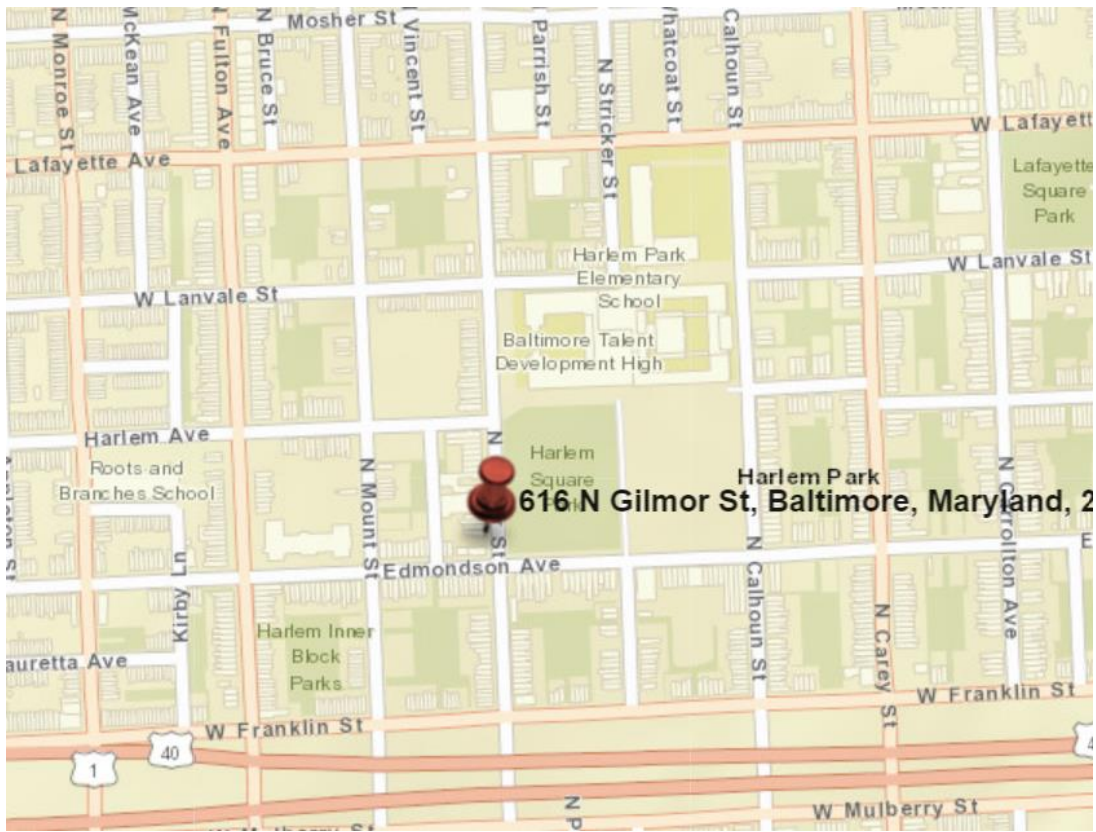 Mosher St
N Monroe St
McKean Ave
N Fulton Ave
N Bruce St
Vincent St
Parrish St
N Stricker St
Whatcoat St
Calhoun St
Lafayette Ave
W Lafayett
Lafayette
Square
Park
W Lanvale St
W Lanvale St
Harlem Park
Elementary
School
Baltimore Talent
Development High
Harlem Ave
Roots and
Branches School
N Mount St
N
St
Harlem
Square
Harlem Park
616 N Gilmor St, Baltimore, Maryland, 2
N Carrollton Ave
Edmondson Ave
E
Kirby Ln
N Calhoun St
N Carey St
Harlem Inner
Block
Parks
auretta Ave
W Franklin St
W Franklin St
40
1
4
N P
W Mulberry St
W Mulberry St